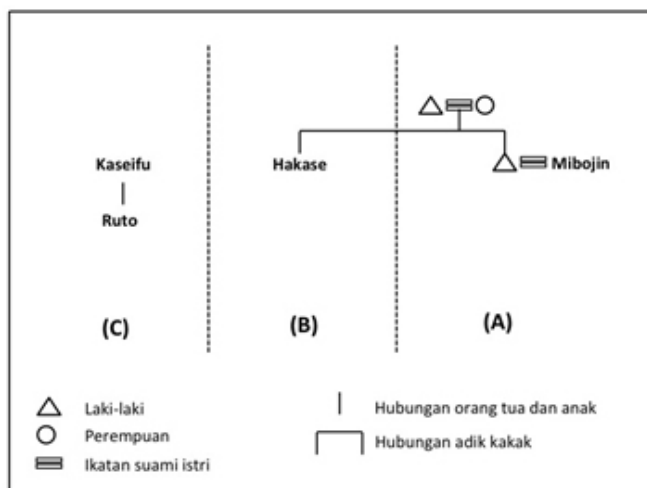 Kaseifu
Hakase
Mibojin
Ruto
(C)
(B)
(A)
Laki-laki
Perempuan
Ikatan suami istri
Hubungan orang tua dan anak
Hubungan adik kakak